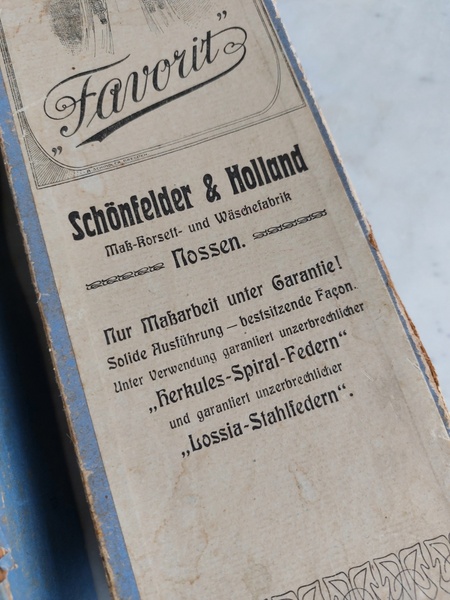 „Favorit”
Schönfelder & Holland
Maß-Korsett- und Wäschefabrik
Nossen.
Nur Maßarbeit unter Garantie!
Solide Ausführung — bestsitzende Façon.
Unter Verwendung garantiert unzerbrechlicher
„Herkules-Spiral-Federn“
und garantiert unzerbrechlicher
„Lossia-Stahlfedern“.